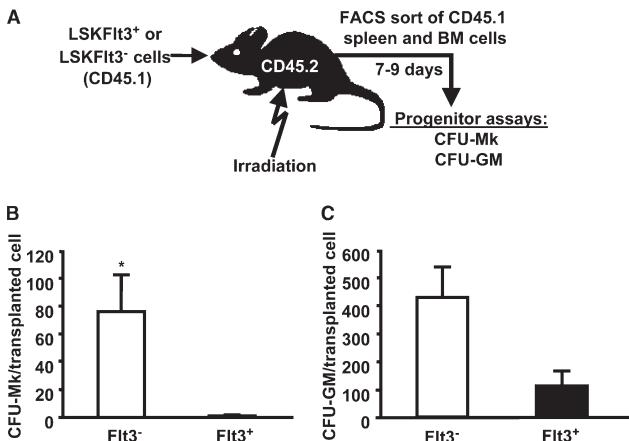 A
LSKFlt3+ or
LSKFlt3- cells
(CD45.1)
CD45.2
FACS sort of CD45.1
spleen and BM cells
7-9 days
Progenitor assays:
CFU-Mk
CFU-GM
Irradiation
B
CFU-Mk/transplanted cell
120
100
80
60
40
20
0
*
Flt3-
Flt3+
C
CFU-GM/transplanted cell
600
500
400
300
200
100
0
Flt3-
Flt3+